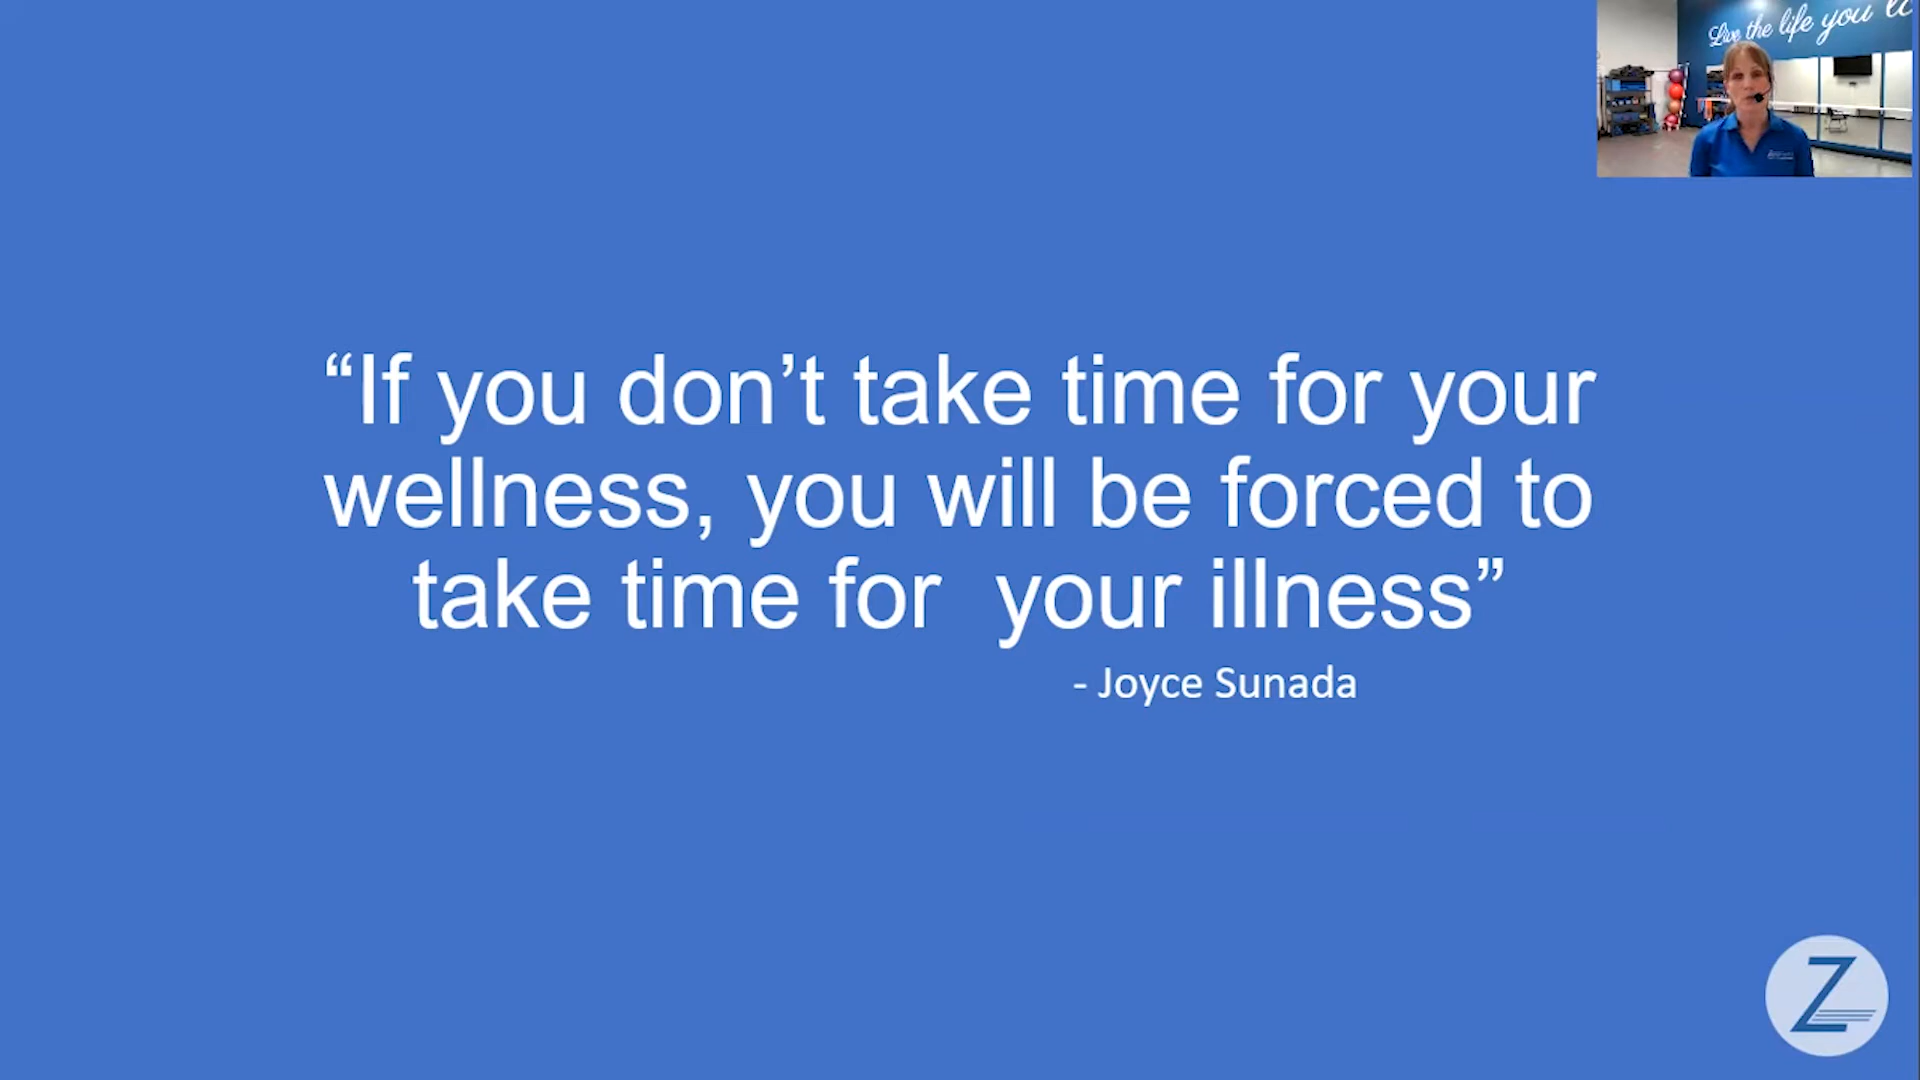 Live the life you
“If you don’t take time for your
wellness, you will be forced to
take time for  your illness”
- Joyce Sunada
Z